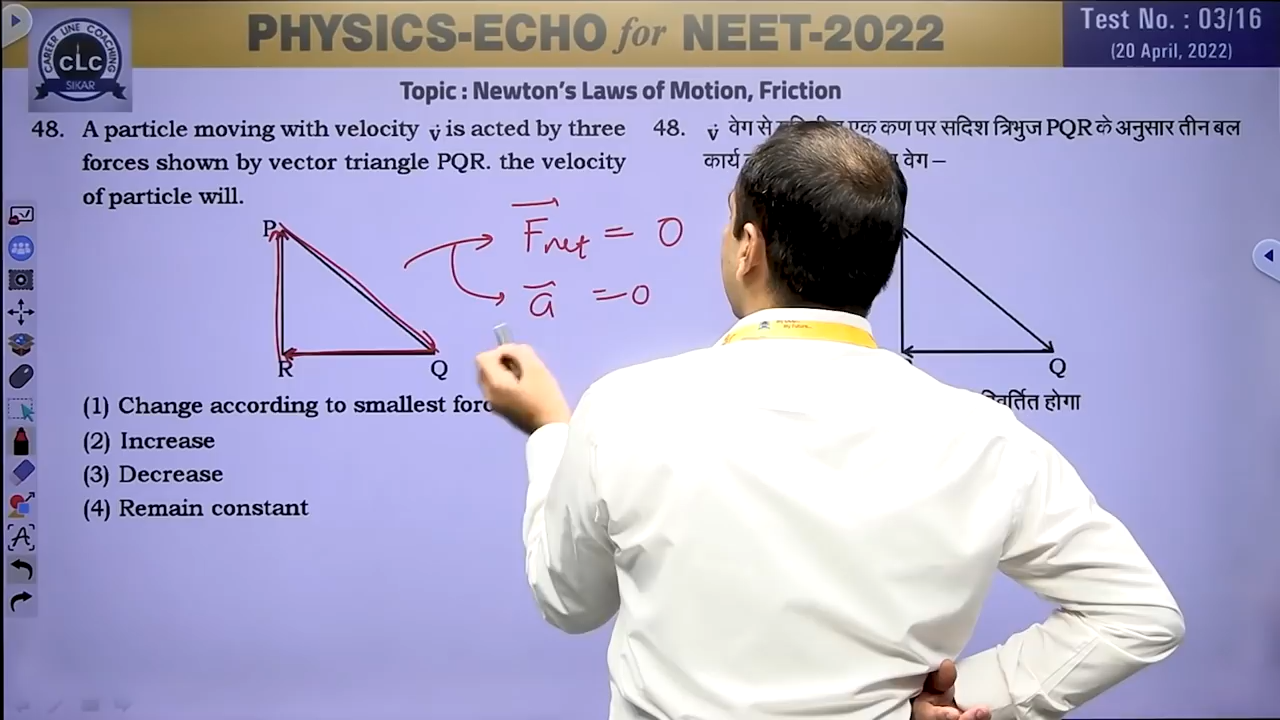 PHYSICS-ECHO for NEET-2022
Test No. : 03/16
(20 April, 2022)
CAREER LINE COACHING
CLC
SIKAR
Topic : Newton's Laws of Motion, Friction
48. A particle moving with velocity v⃗ is acted by three
forces shown by vector triangle PQR. the velocity
of particle will.
P
R
Q
F⃗net = 0
a⃗ = 0
(1) Change according to smallest
(2) Increase
(3) Decrease
(4) Remain constant
48. v⃗ वेग से एक कण पर सदिश त्रिभुज PQR के अनुसार तीन बल
कार्य वेग –
Q
होगा